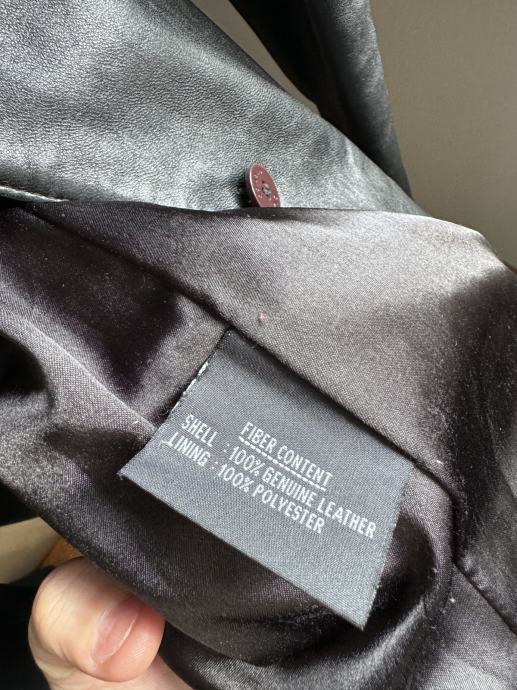 FIBER CONTENT
SHELL : 100% GENUINE LEATHER
LINING : 100% POLYESTER